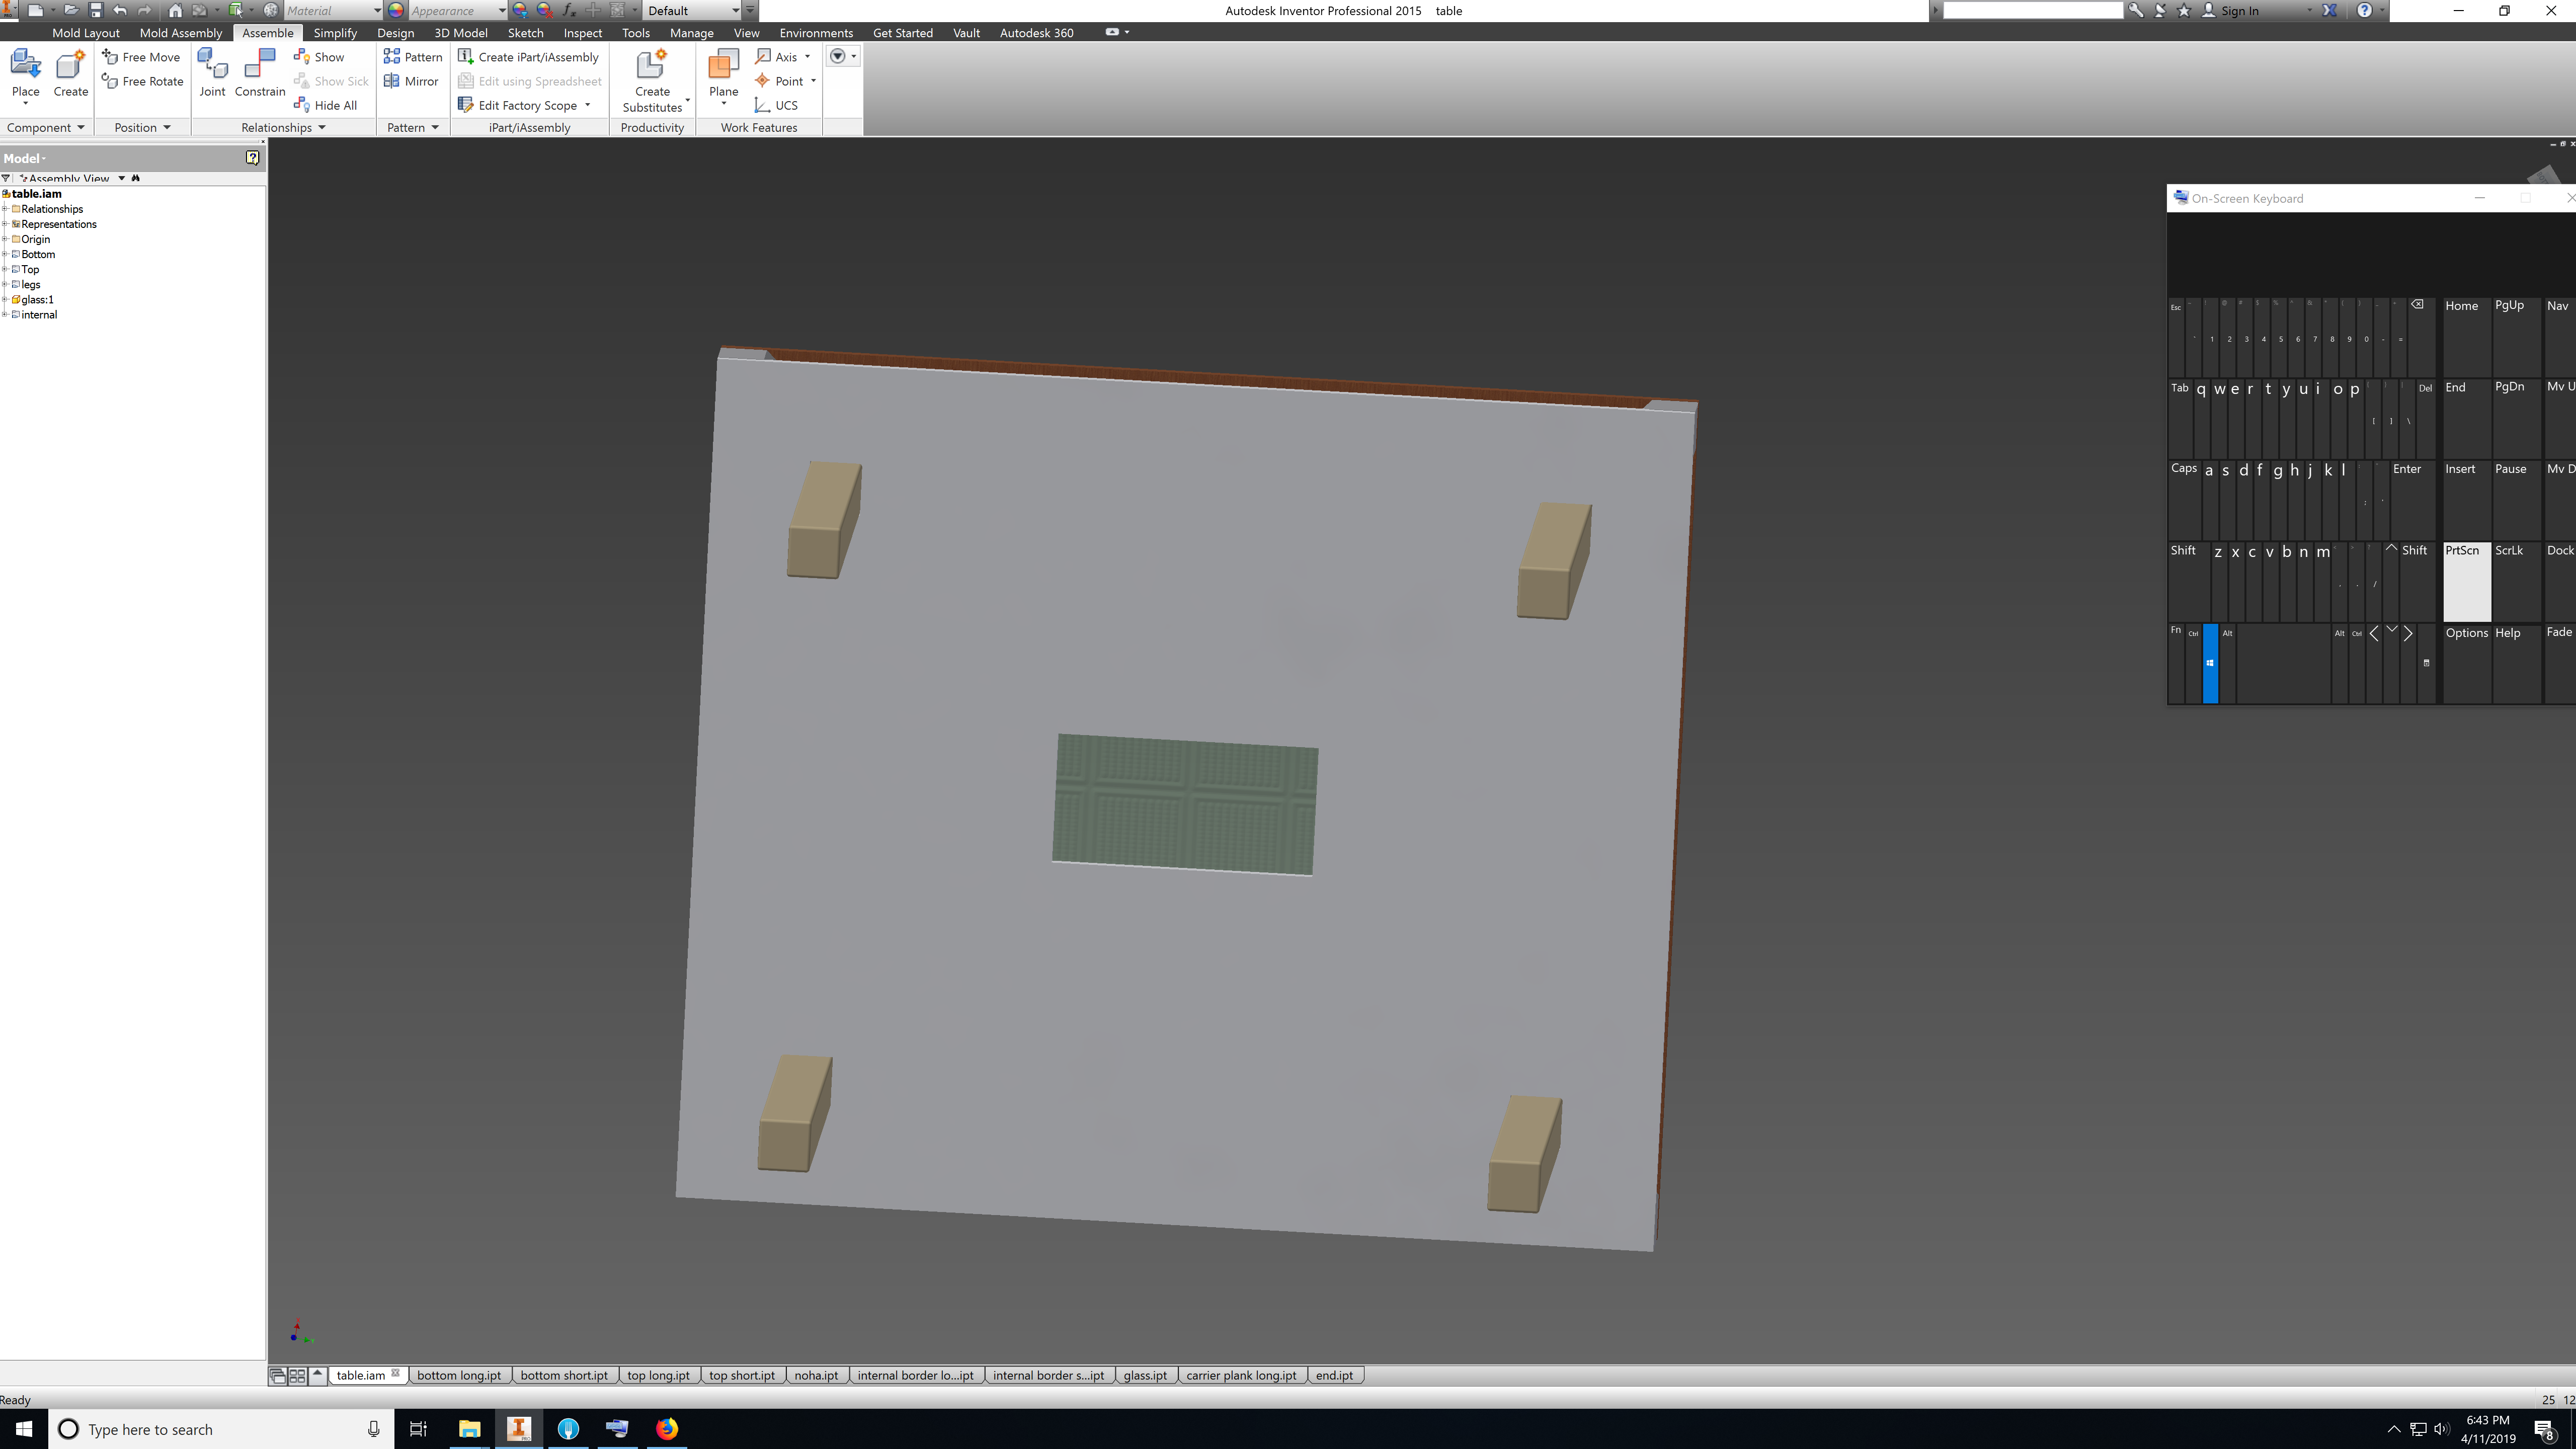 Material
Appearance
Default
Autodesk Inventor Professional 2015 table
Sign In
Mold Layout Mold Assembly Assemble Simplify Design 3D Model Sketch Inspect Tools Manage View Environments Get Started Vault Autodesk 360
Place
Create
Component
Free Move
Free Rotate
Position
Joint
Constrain
Show
Show Sick
Hide All
Relationships
Pattern
Mirror
Pattern
Create iPart/iAssembly
Edit using Spreadsheet
Edit Factory Scope
iPart/iAssembly
Create
Substitutes
Productivity
Plane
Axis
Point
UCS
Work Features
Model
Assembly View
table.iam
Relationships
Representations
Origin
Bottom
Top
legs
glass:1
internal
On-Screen Keyboard
Esc ` 1 2 3 4 5 6 7 8 9 0 - = Home PgUp Nav
Tab q w e r t y u i o p [ ] \ Del End PgDn Mv U
Caps a s d f g h j k l ; ' Enter Insert Pause Mv D
Shift z x c v b n m , . / Shift PrtScn ScrLk Dock
Fn Ctrl Alt Alt Ctrl Options Help Fade
table.iam bottom long.ipt bottom short.ipt top long.ipt top short.ipt noha.ipt internal border lo...ipt internal border s...ipt glass.ipt carrier plank long.ipt end.ipt
Ready
25 12
Type here to search
6:43 PM
4/11/2019
8